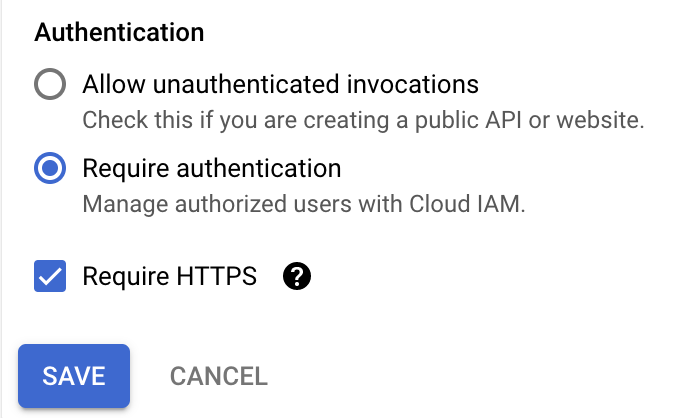 Authentication
Allow unauthenticated invocations
Check this if you are creating a public API or website.
Require authentication
Manage authorized users with Cloud IAM.
Require HTTPS ?
SAVE CANCEL